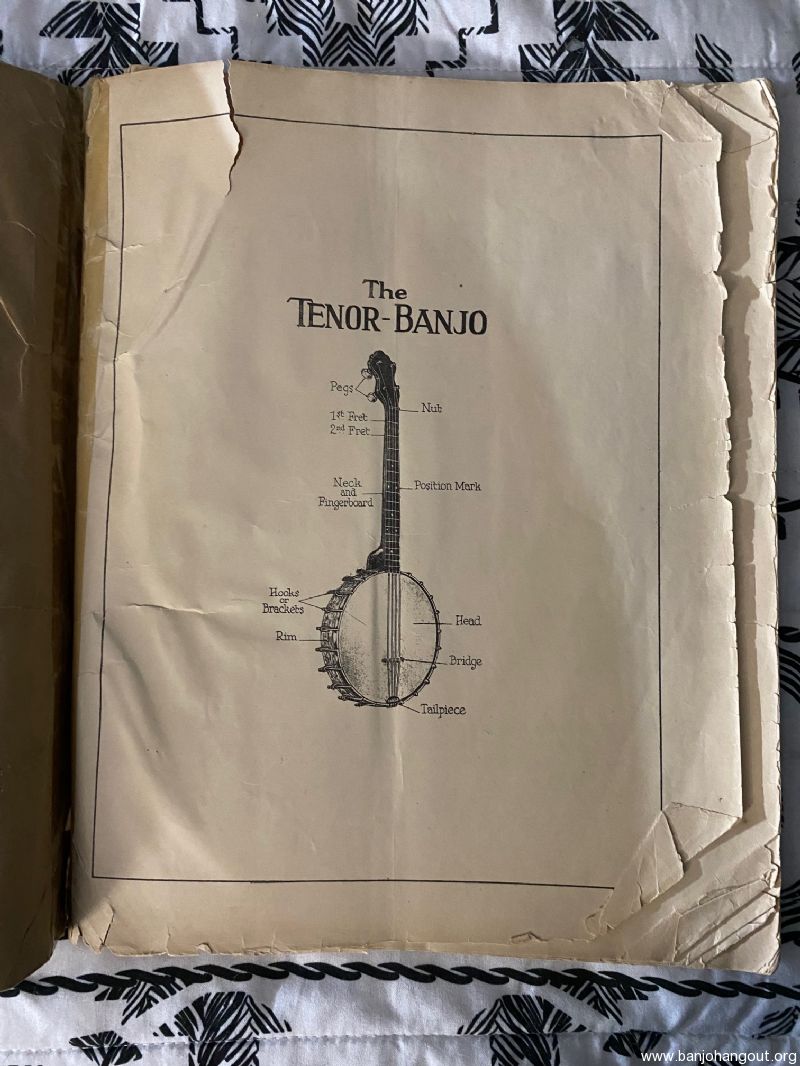 The
TENOR-BANJO
Pegs
Nut
1st Fret
2nd Fret
Neck
and
Fingerboard
Position Mark
Hooks
or
Brackets
Head
Rim
Bridge
Tailpiece
www.banjohangout.org